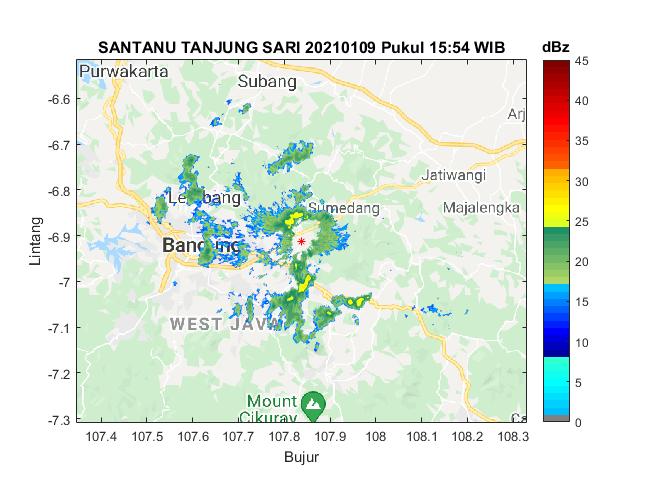 SANTANU TANJUNG SARI 20210109 Pukul 15:54 WIB
dBz
Purwakarta
Subang
Arj
Jatiwangi
Lembang
Sumedang
Majalengka
Bandung
WEST JAVA
Mount
Cikuray
-6.6
-6.7
-6.8
-6.9
-7
-7.1
-7.2
-7.3
Lintang
107.4 107.5 107.6 107.7 107.8 107.9 108 108.1 108.2 108.3
Bujur
45
40
35
30
25
20
15
10
5
0